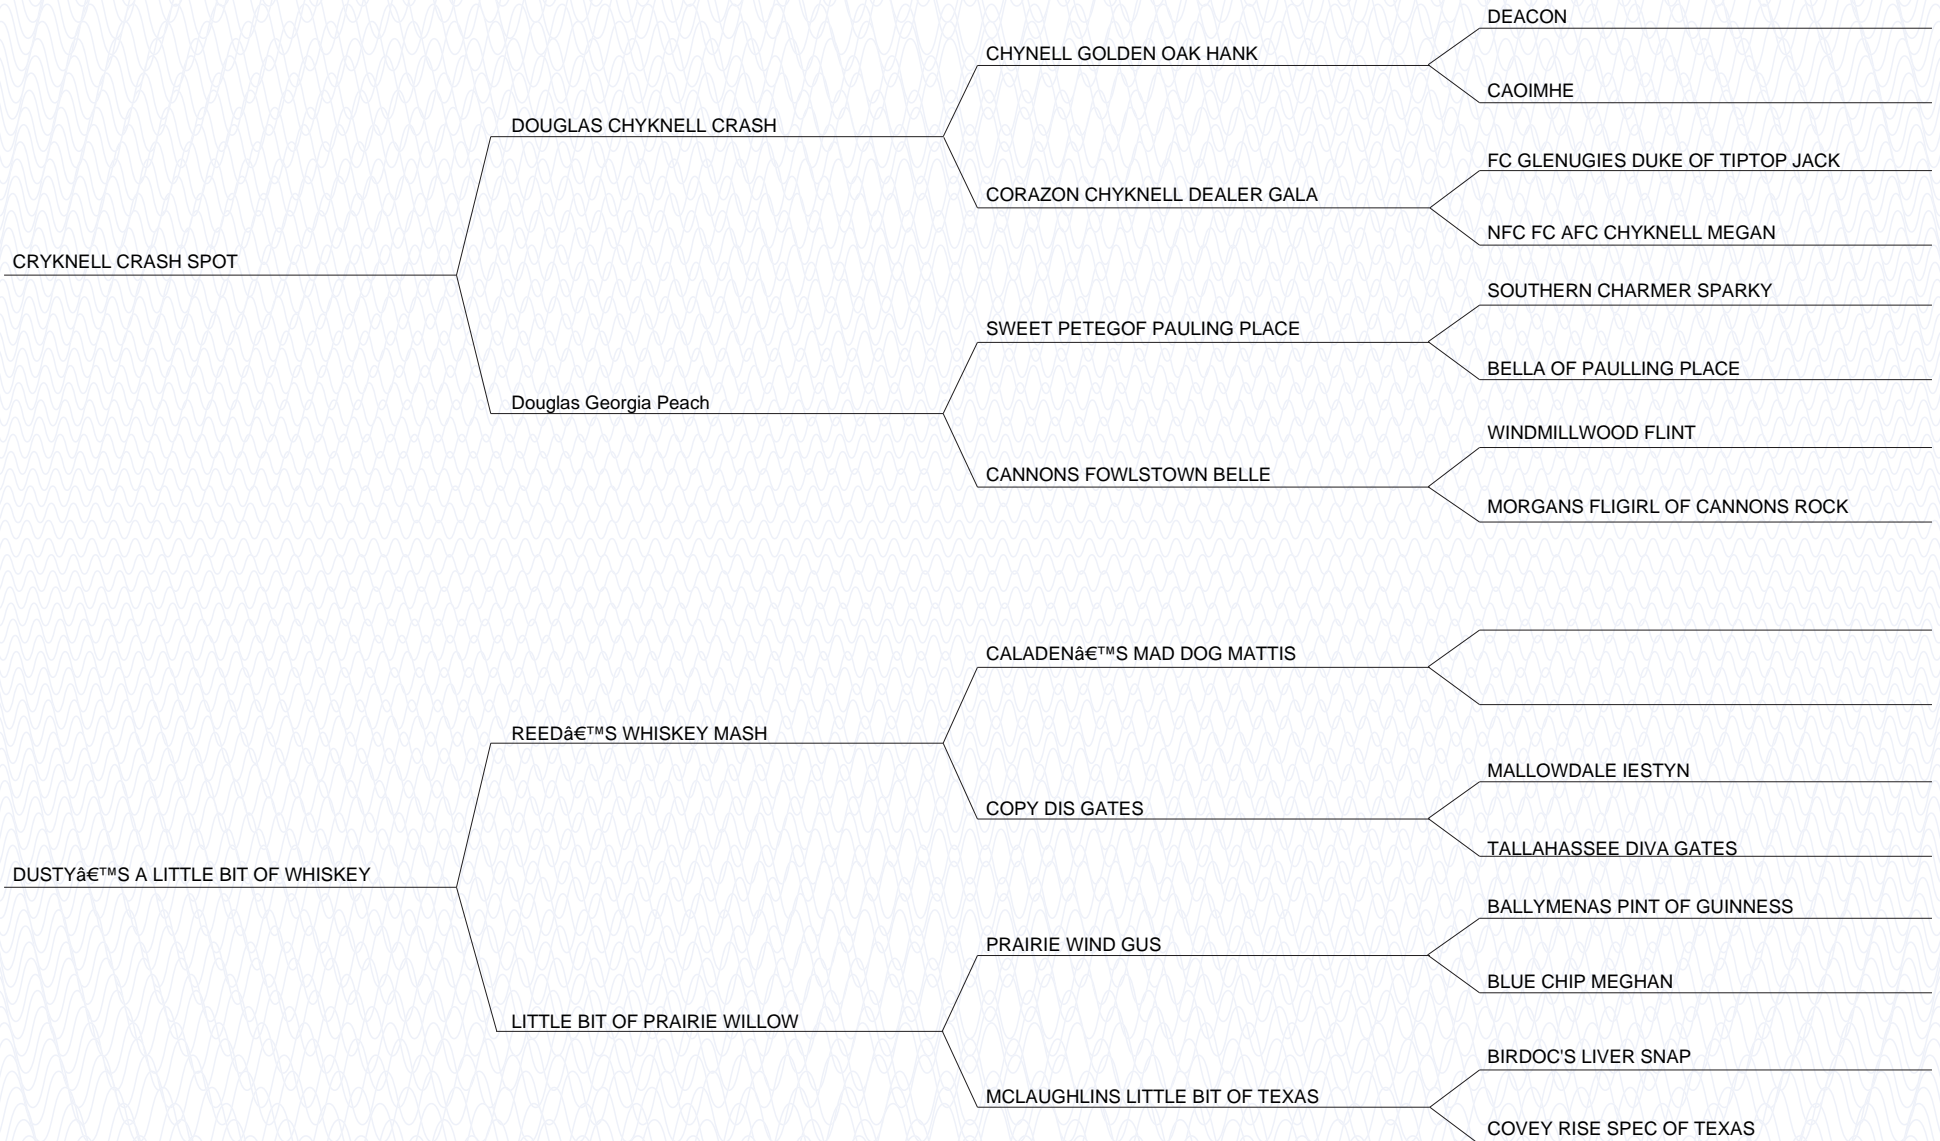 DEACON
CHYNELL GOLDEN OAK HANK
CAOIMHE
DOUGLAS CHYKNELL CRASH
FC GLENUGIES DUKE OF TIPTOP JACK
CORAZON CHYKNELL DEALER GALA
NFC FC AFC CHYKNELL MEGAN
CRYKNELL CRASH SPOT
SOUTHERN CHARMER SPARKY
SWEET PETEGOF PAULING PLACE
BELLA OF PAULLING PLACE
Douglas Georgia Peach
WINDMILLWOOD FLINT
CANNONS FOWLSTOWN BELLE
MORGANS FLIGIRL OF CANNONS ROCK
CALADENâ€™S MAD DOG MATTIS
REEDâ€™S WHISKEY MASH
MALLOWDALE IESTYN
COPY DIS GATES
TALLAHASSEE DIVA GATES
DUSTYâ€™S A LITTLE BIT OF WHISKEY
BALLYMENAS PINT OF GUINNESS
PRAIRIE WIND GUS
BLUE CHIP MEGHAN
LITTLE BIT OF PRAIRIE WILLOW
BIRDOC'S LIVER SNAP
MCLAUGHLINS LITTLE BIT OF TEXAS
COVEY RISE SPEC OF TEXAS